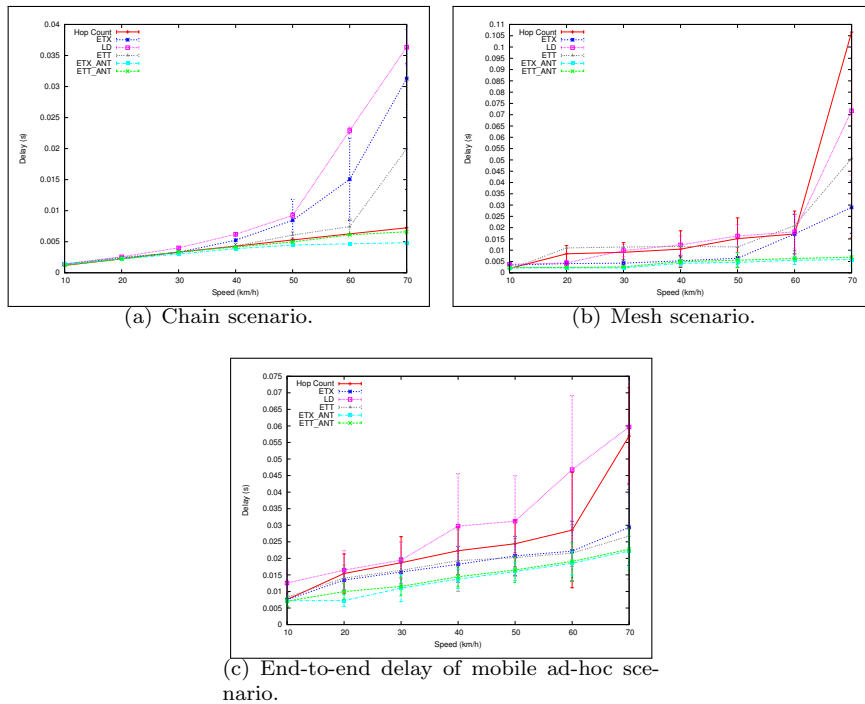 0.04
0.035
0.03
0.025
0.02
0.015
0.01
0.005
0
10 20 30 40 50 60 70
Delay (s)
Speed (km/h)
Hop Count
ETX
LD
ETT
ETX_ANT
ETT_ANT
(a) Chain scenario.
0.11
0.105
0.1
0.095
0.09
0.085
0.08
0.075
0.07
0.065
0.06
0.055
0.05
0.045
0.04
0.035
0.03
0.025
0.02
0.015
0.01
0.005
0
10 20 30 40 50 60 70
Delay (s)
Speed (km/h)
Hop Count
ETX
LD
ETT
ETX_ANT
ETT_ANT
(b) Mesh scenario.
0.075
0.07
0.065
0.06
0.055
0.05
0.045
0.04
0.035
0.03
0.025
0.02
0.015
0.01
0.005
0
10 20 30 40 50 60 70
Delay (s)
Speed (km/h)
Hop Count
ETX
LD
ETT
ETX_ANT
ETT_ANT
(c) End-to-end delay of mobile ad-hoc sce-
nario.